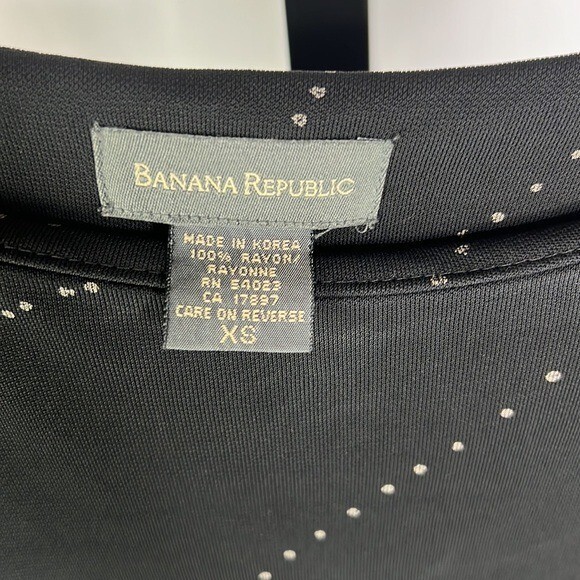 BANANA REPUBLIC
MADE IN KOREA
100% RAYON/
RAYONNE
RN 54023
CA 17897
CARE ON REVERSE
XS